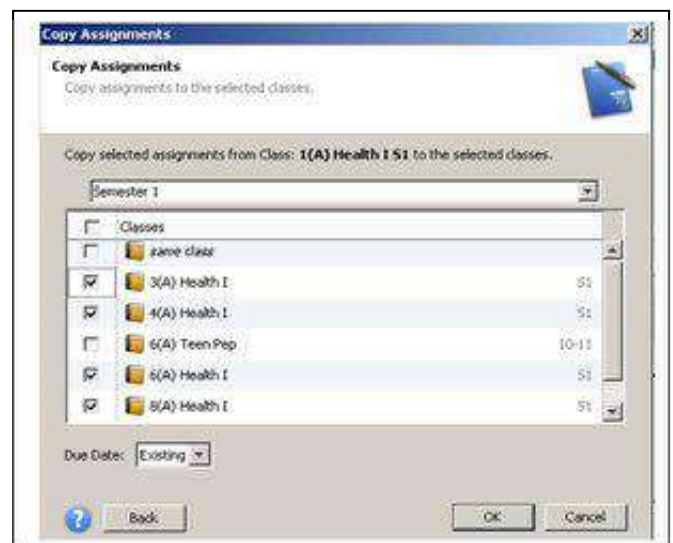 Copy Assignments
Copy Assignments
Copy assignments to the selected classes.
Copy selected assignments from Class: 1(A) Health I S1 to the selected classes.
Semester 1
Classes
same class
3(A) Health I S1
4(A) Health I S1
6(A) Teen Pep 10-11
6(A) Health I S1
8(A) Health I S1
Due Date: Existing
Back OK Cancel